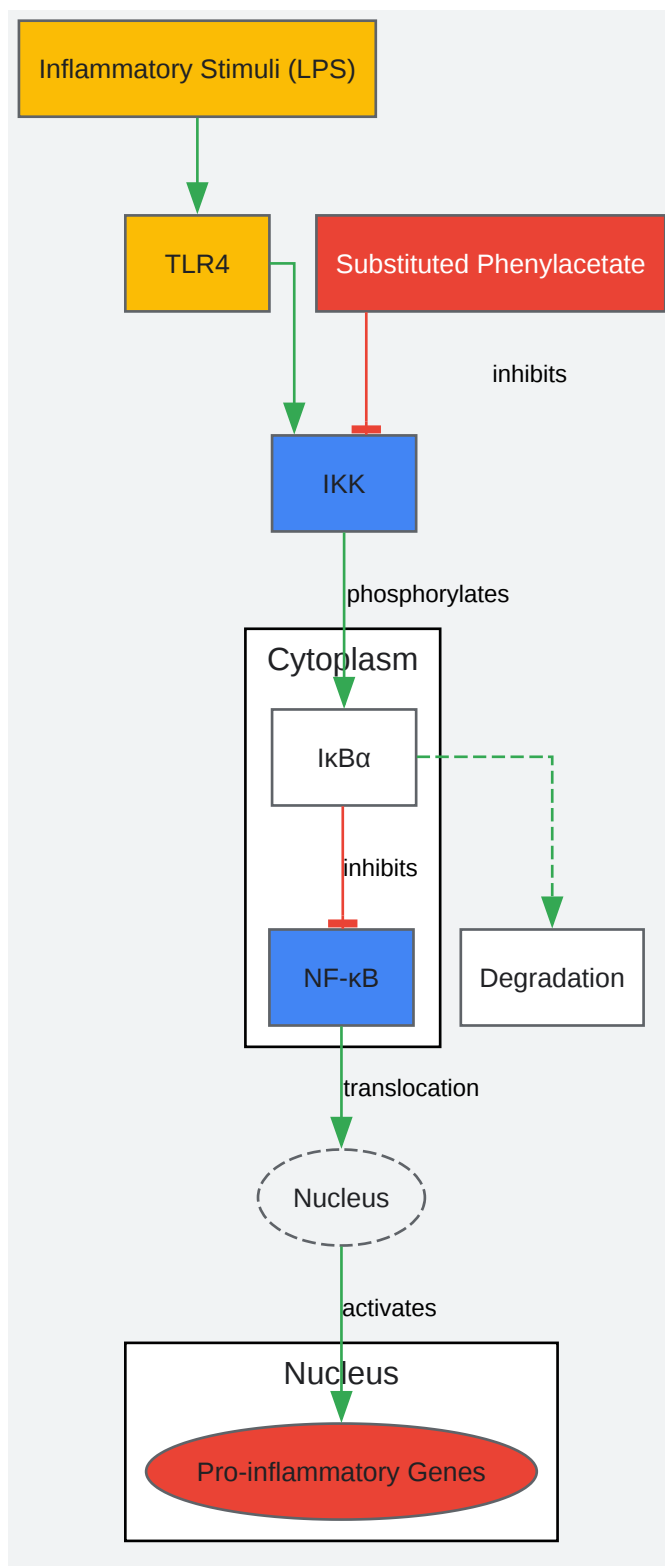 Inflammatory Stimuli (LPS)
TLR4
Substituted Phenylacetate
inhibits
IKK
phosphorylates
Cytoplasm
IκBα
inhibits
NF-κB
Degradation
translocation
Nucleus
activates
Nucleus
Pro-inflammatory Genes